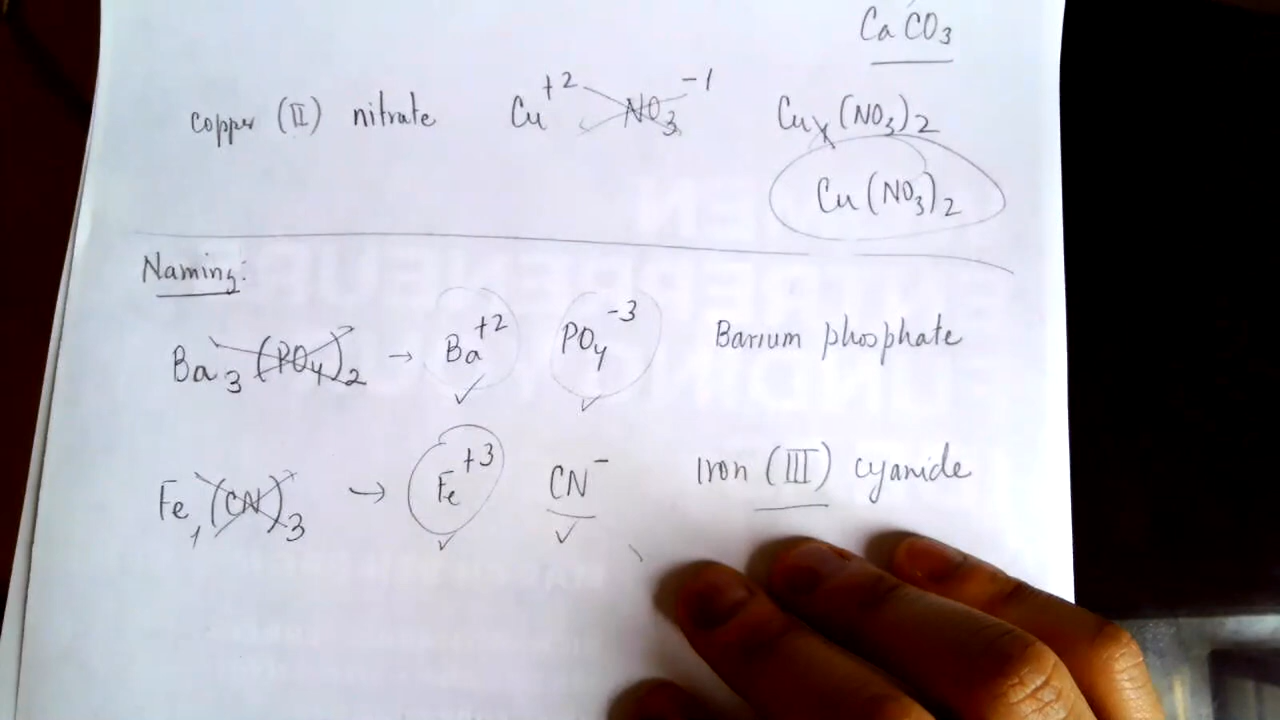 CaCO3
copper (II) nitrate Cu+2 NO3-1 Cux(NO3)2
Cu(NO3)2
Naming:
Ba3(PO4)2 → Ba+2 PO4-3 Barium phosphate
Fe1(CN)3 → Fe+3 CN- Iron (III) cyanide